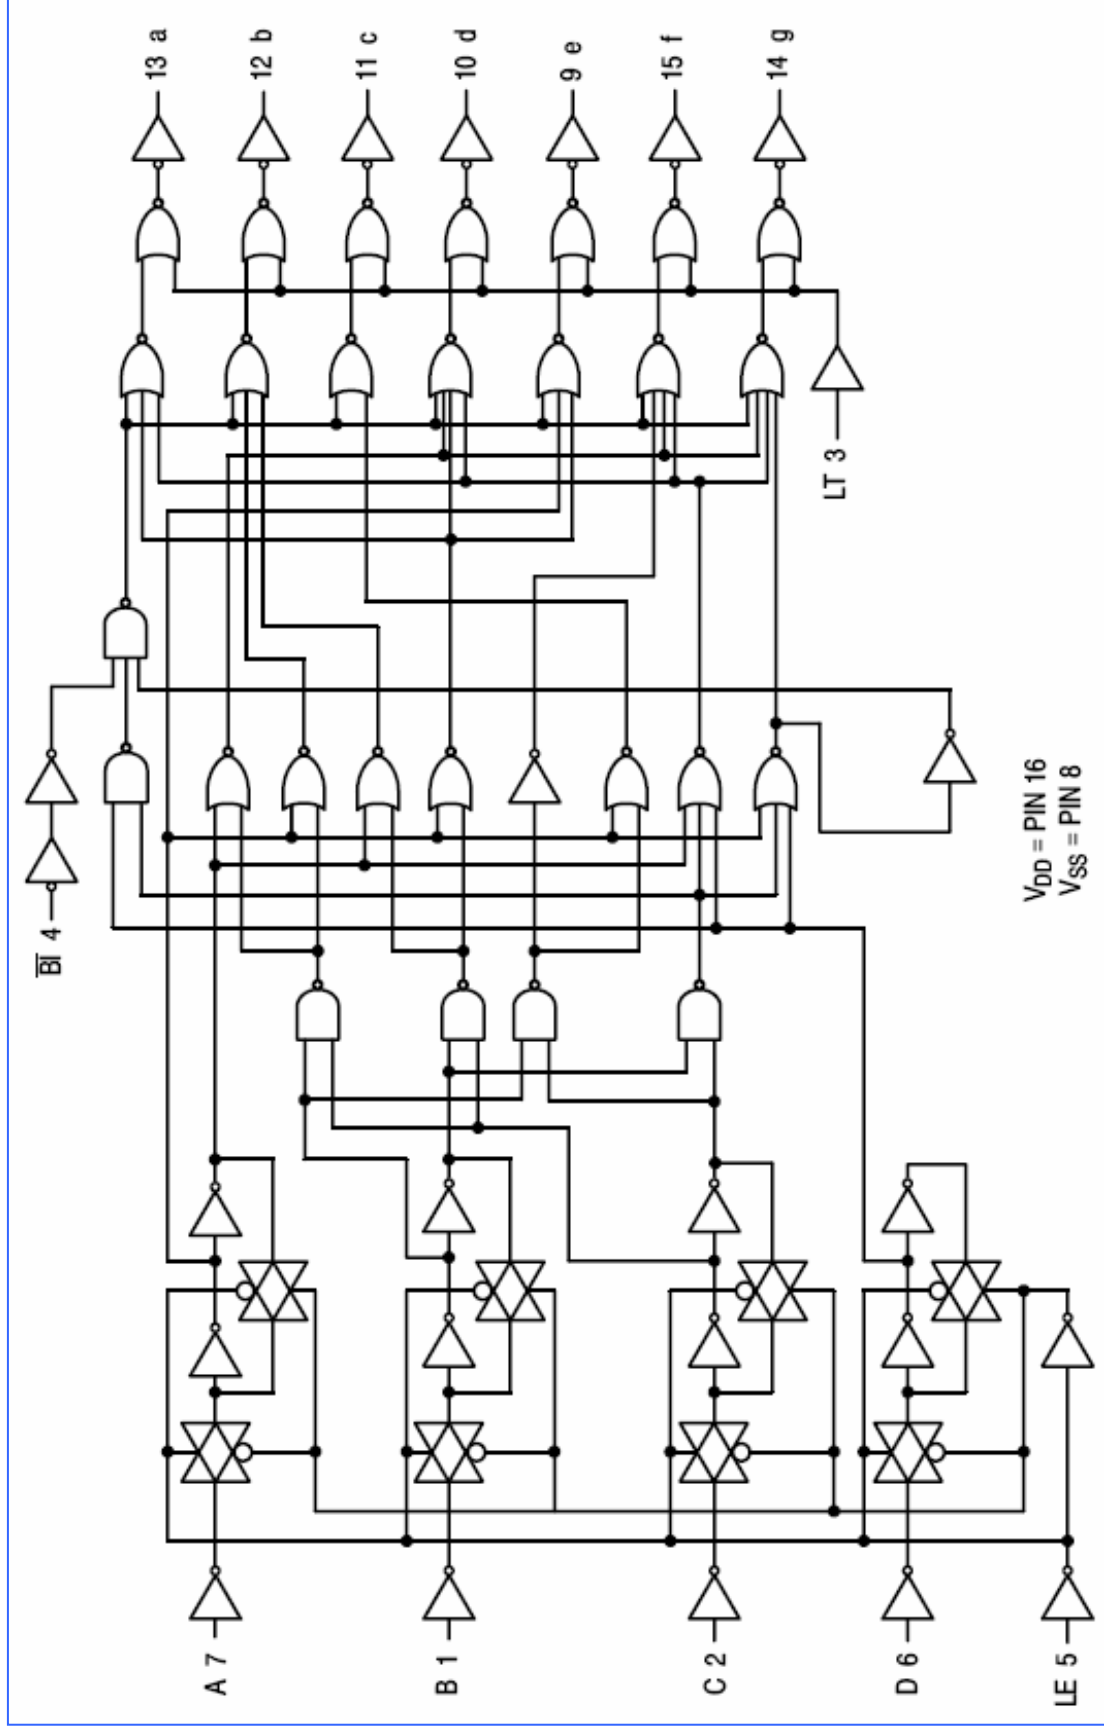 13 a
12 b
11 c
10 d
9 e
15 f
14 g
LT 3
BI 4
VDD = PIN 16
VSS = PIN 8
A 7
B 1
C 2
D 6
LE 5